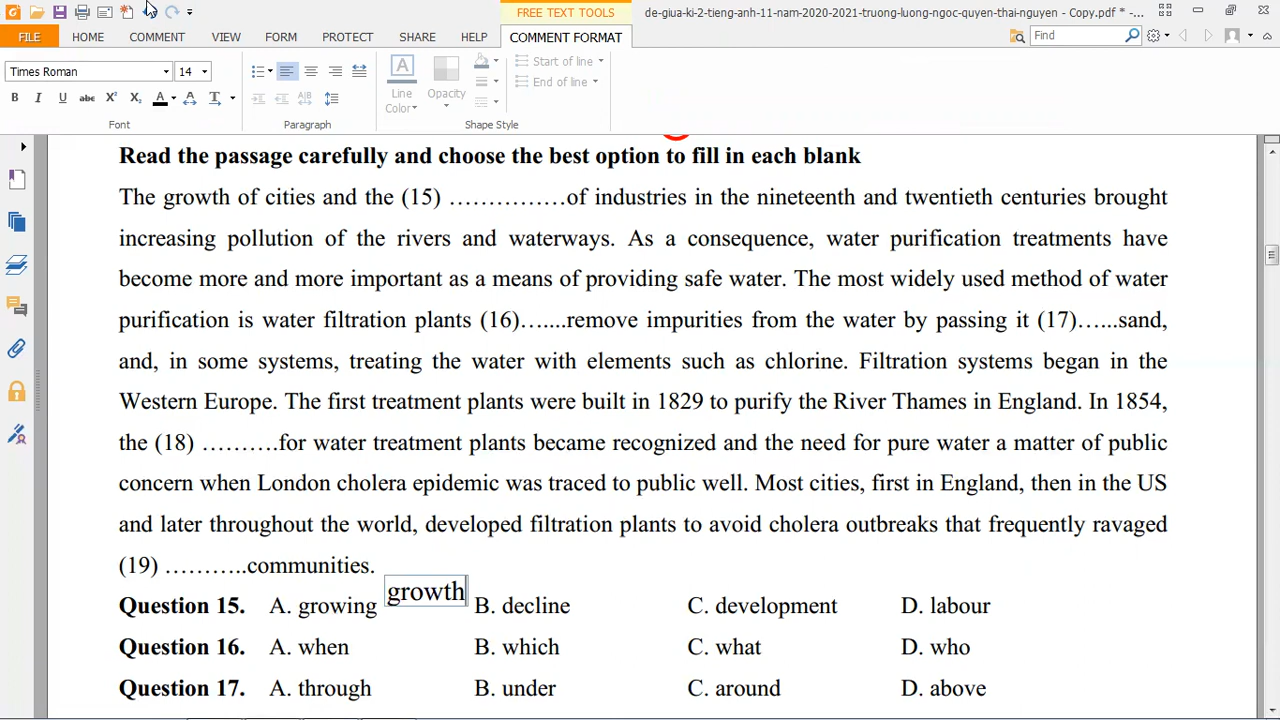 FREE TEXT TOOLS
de-giua-ki-2-tieng-anh-11-nam-2020-2021-truong-luong-ngoc-quyen-thai-nguyen - Copy.pdf * -...
FILE HOME COMMENT VIEW FORM PROTECT SHARE HELP COMMENT FORMAT Find
Times Roman 14 Start of line
Line Color Opacity End of line
B I U abc X² X₂ A A T
Font Paragraph Shape Style
Read the passage carefully and choose the best option to fill in each blank
The growth of cities and the (15) ……………of industries in the nineteenth and twentieth centuries brought
increasing pollution of the rivers and waterways. As a consequence, water purification treatments have
become more and more important as a means of providing safe water. The most widely used method of water
purification is water filtration plants (16)…....remove impurities from the water by passing it (17)…...sand,
and, in some systems, treating the water with elements such as chlorine. Filtration systems began in the
Western Europe. The first treatment plants were built in 1829 to purify the River Thames in England. In 1854,
the (18) ……….for water treatment plants became recognized and the need for pure water a matter of public
concern when London cholera epidemic was traced to public well. Most cities, first in England, then in the US
and later throughout the world, developed filtration plants to avoid cholera outbreaks that frequently ravaged
(19) ………..communities.
growth
Question 15. A. growing B. decline C. development D. labour
Question 16. A. when B. which C. what D. who
Question 17. A. through B. under C. around D. above